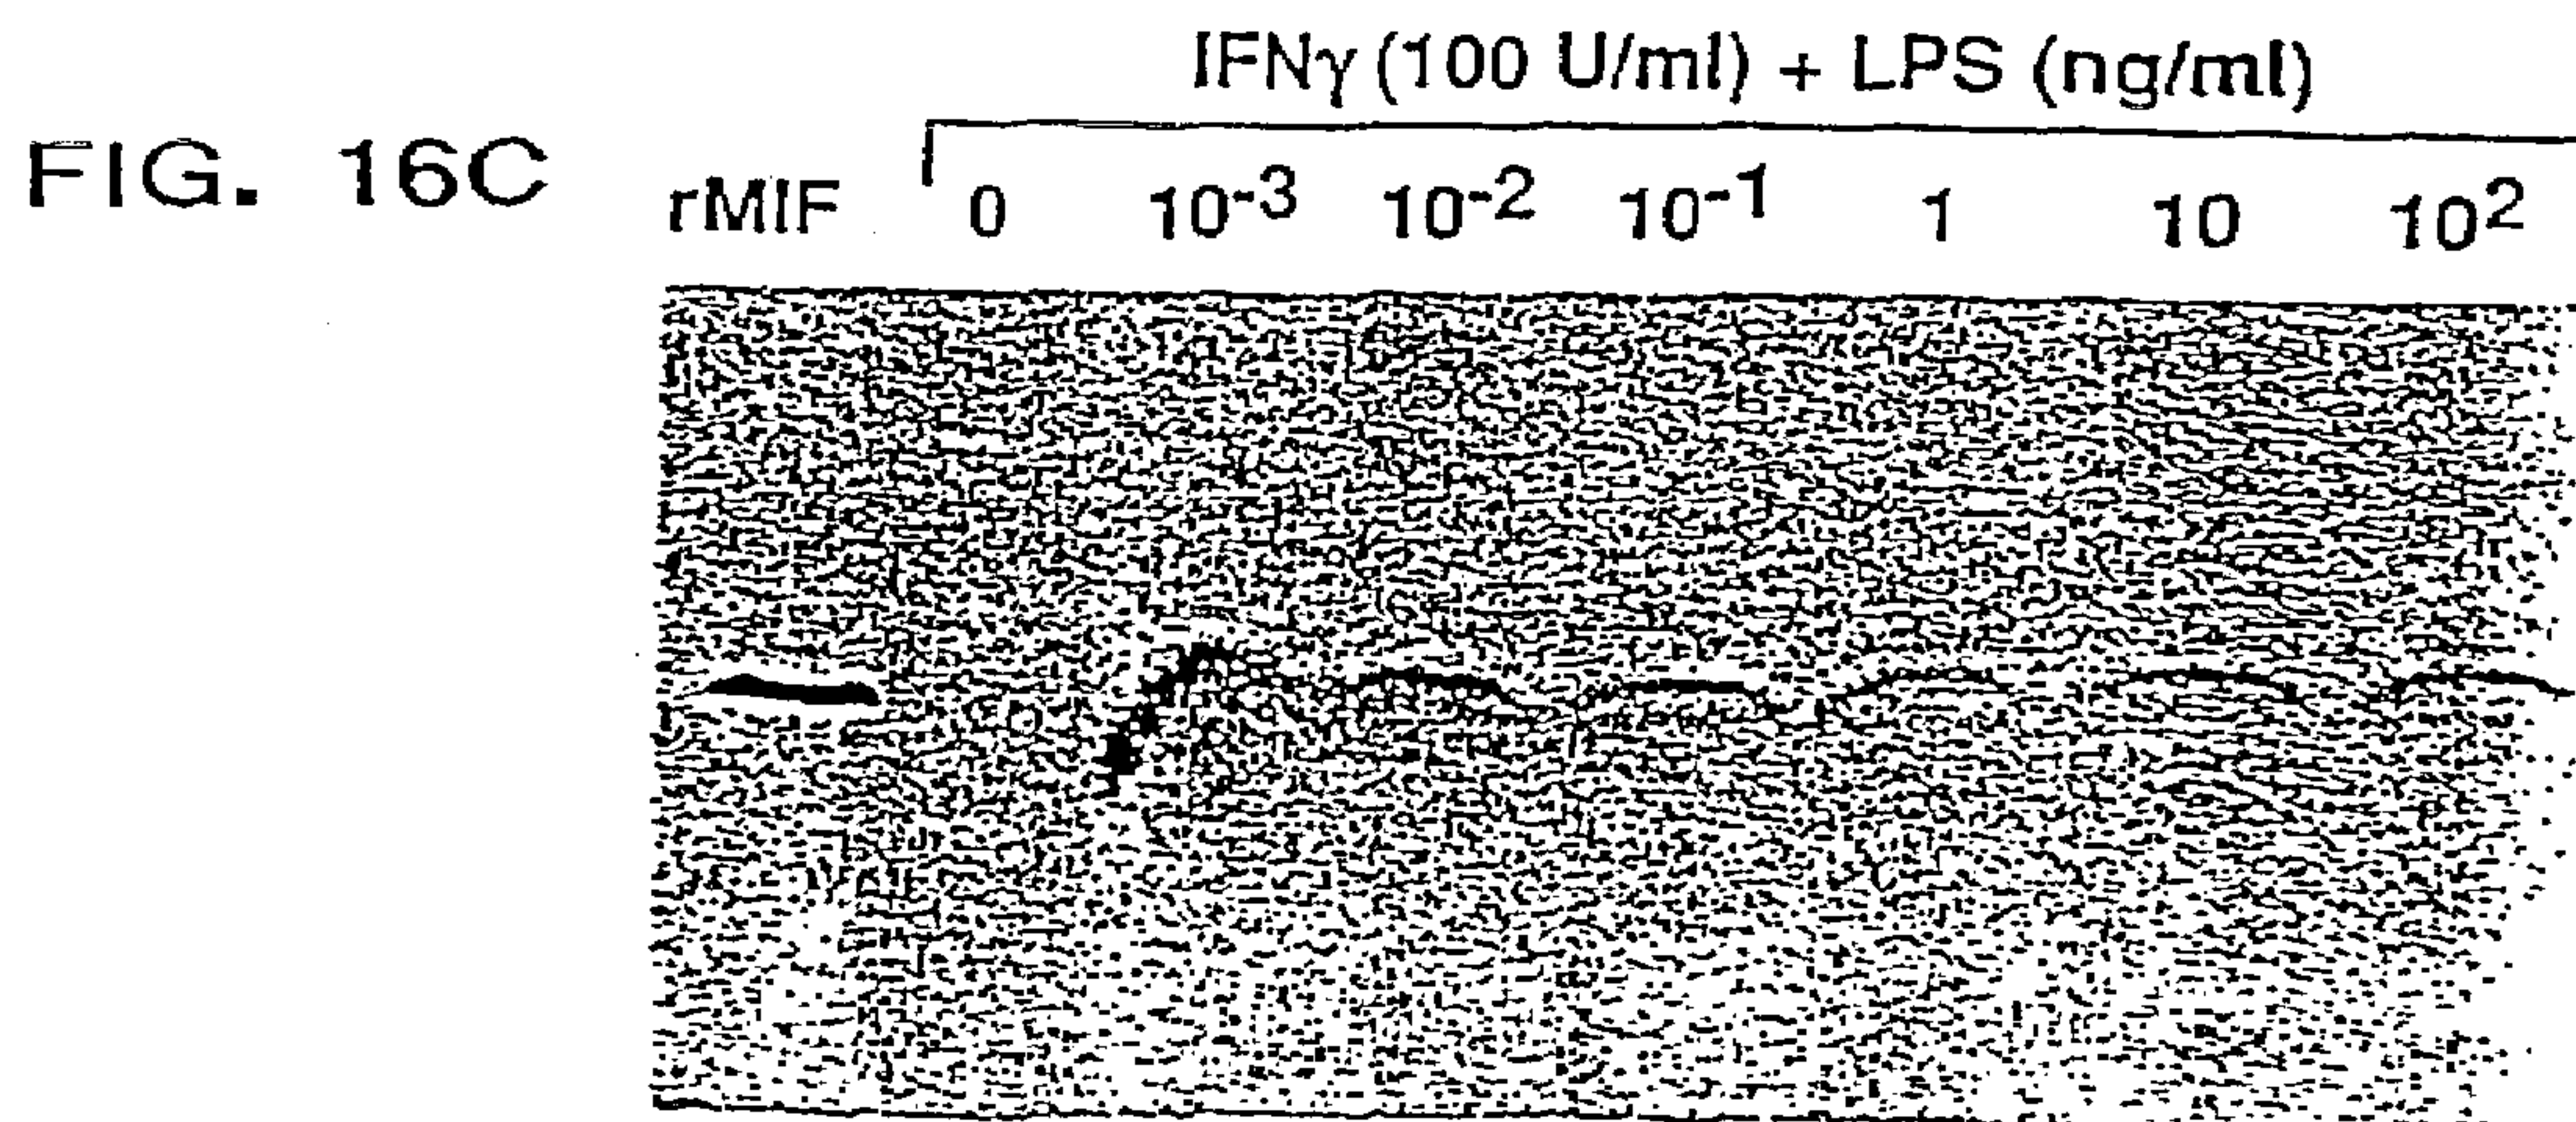 IFNγ (100 U/ml) + LPS (ng/ml)
FIG. 16C
rMIF 0 10-3 10-2 10-1 1 10 102